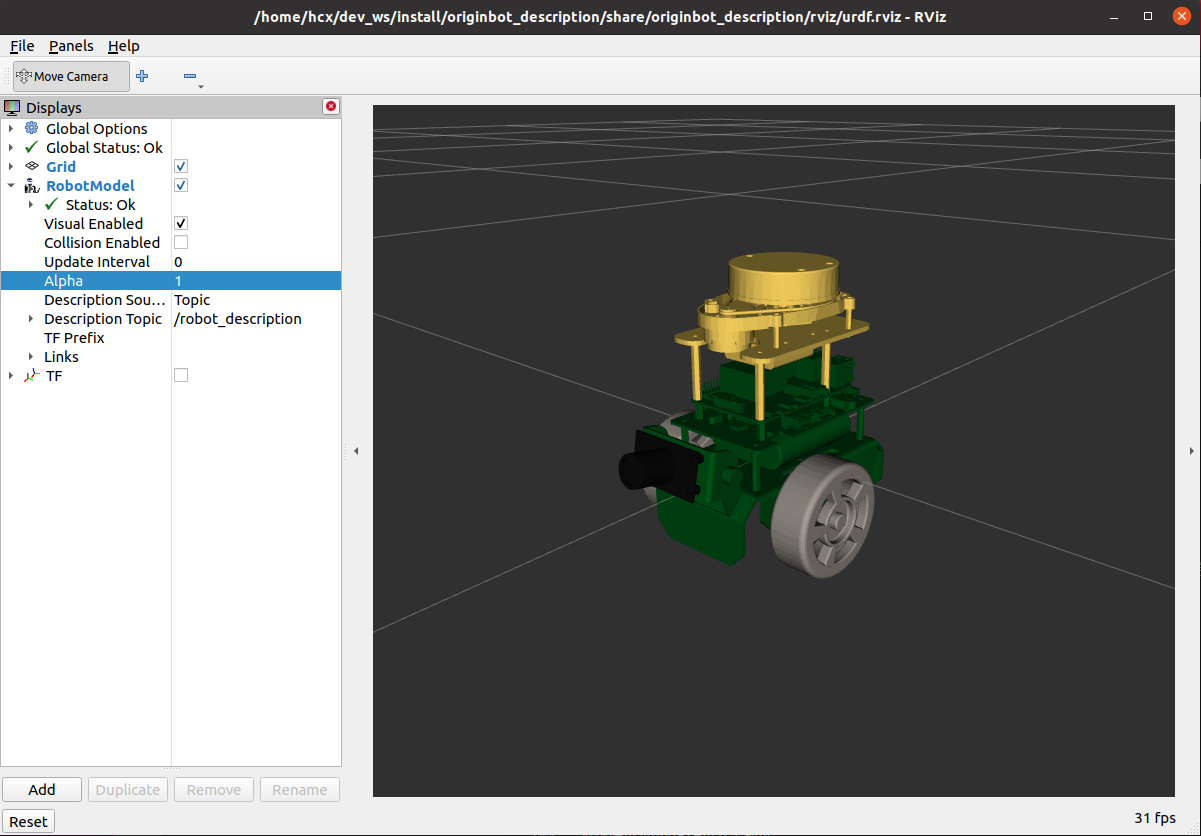 /home/hcx/dev_ws/install/originbot_description/share/originbot_description/rviz/urdf.rviz - RViz
File Panels Help
Move Camera
Displays
Global Options
Global Status: Ok
Grid
RobotModel
Status: Ok
Visual Enabled
Collision Enabled
Update Interval 0
Alpha 1
Description Sou... Topic
Description Topic /robot_description
TF Prefix
Links
TF
Add Duplicate Remove Rename
Reset
31 fps